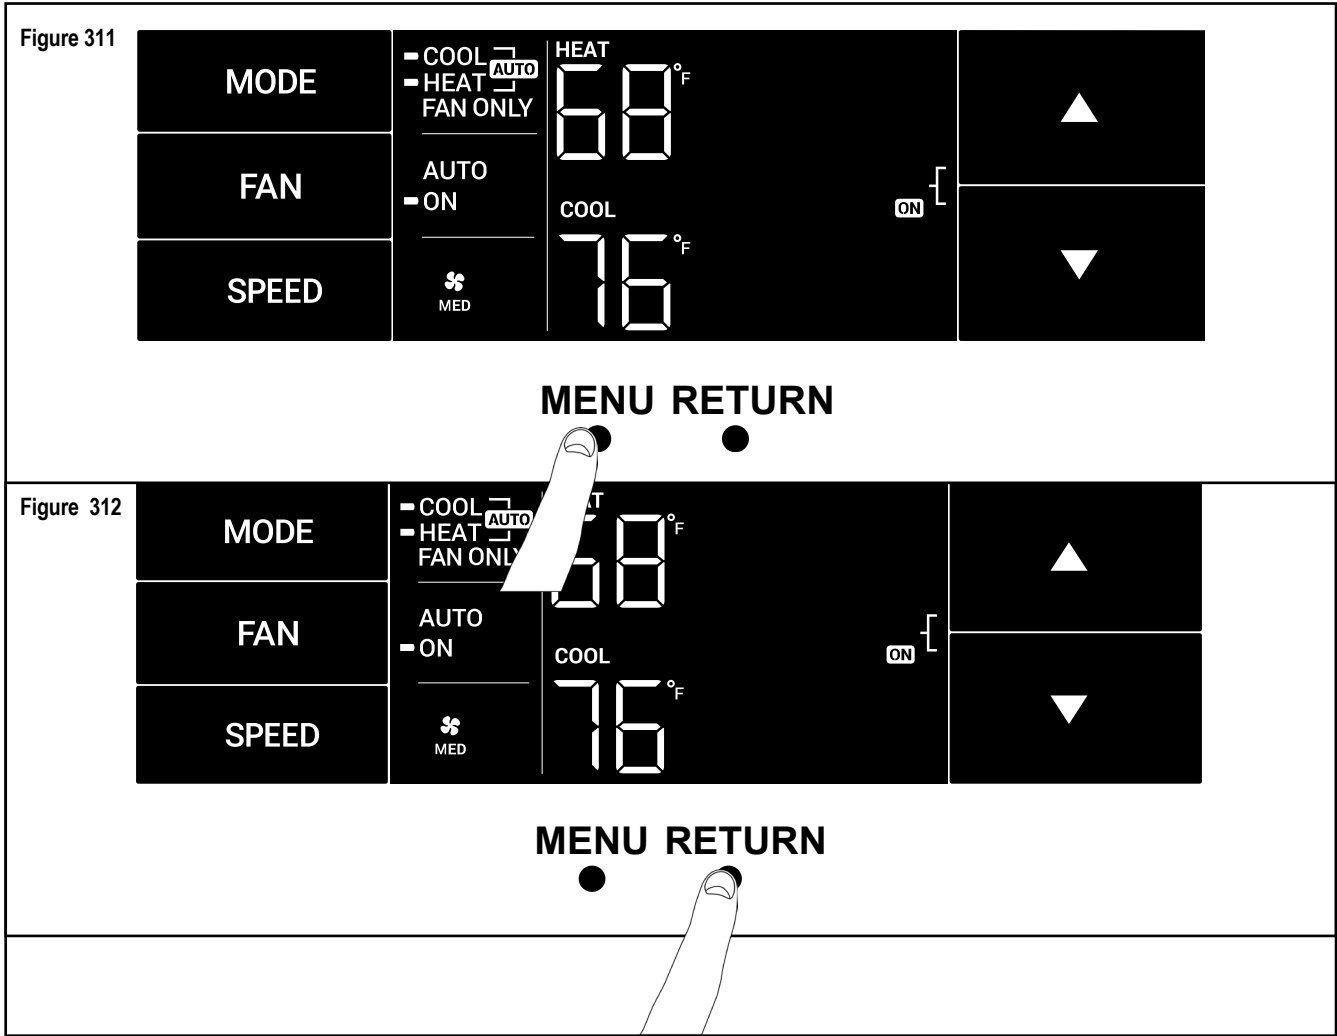 Figure 311
MODE
FAN
SPEED
COOL
HEAT
AUTO
FAN ONLY
AUTO
ON
MED
HEAT
68 °F
COOL
76 °F
ON
MENU RETURN
Figure 312
MODE
FAN
SPEED
COOL
HEAT
AUTO
FAN ONLY
AUTO
ON
MED
68 °F
COOL
76 °F
ON
MENU RETURN